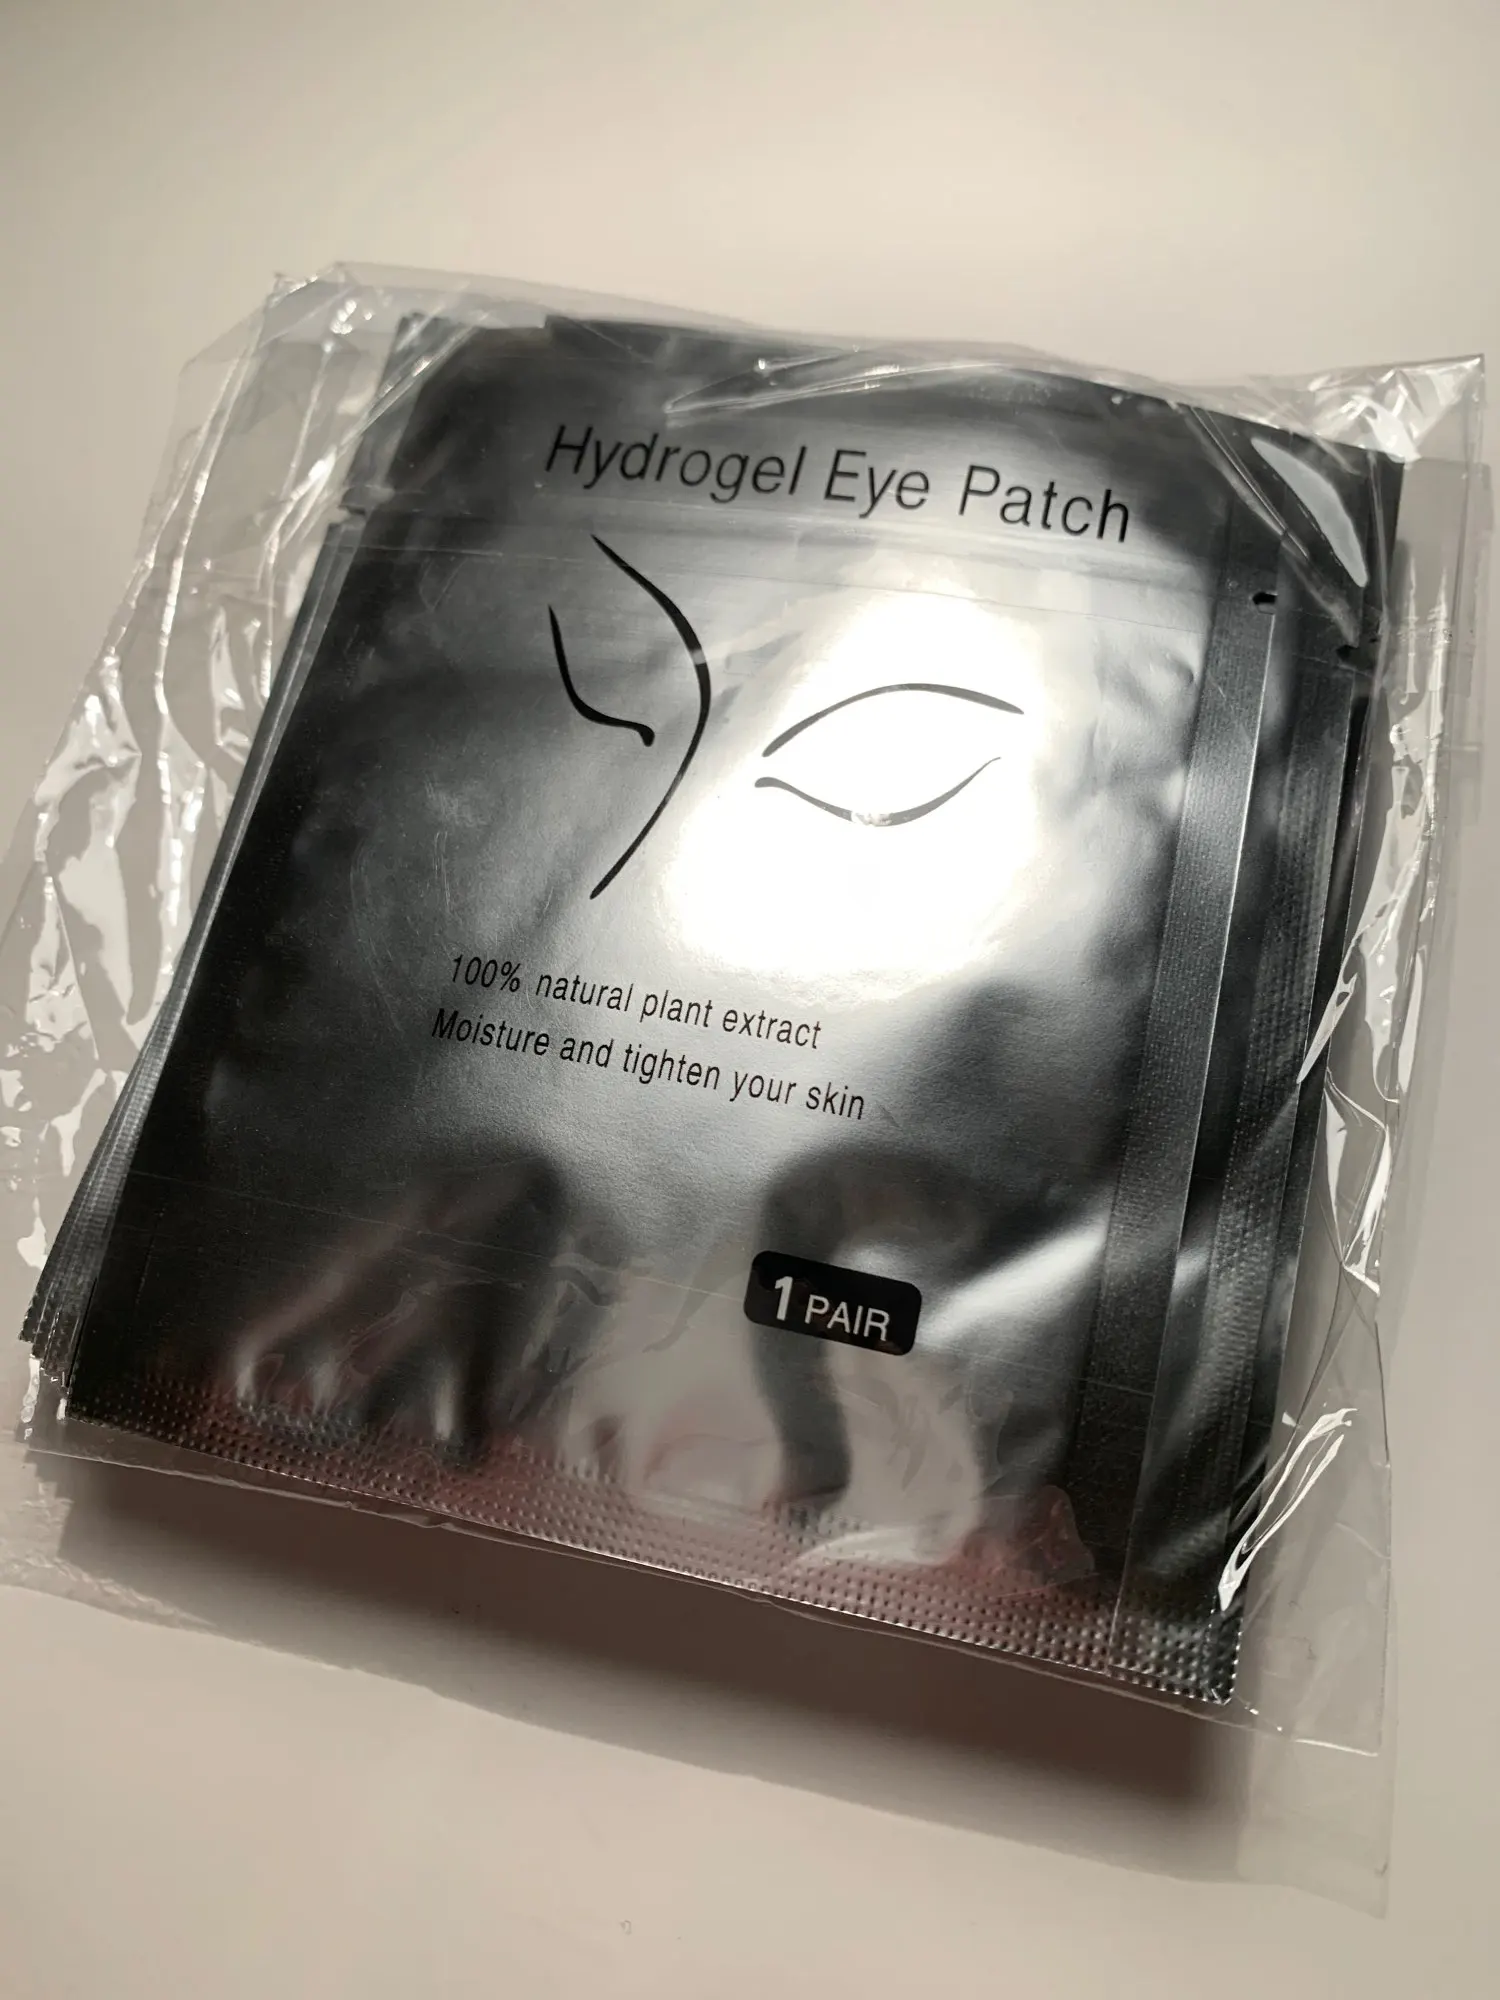 Hydrogel Eye Patch
100% natural plant extract
Moisture and tighten your skin
1 PAIR